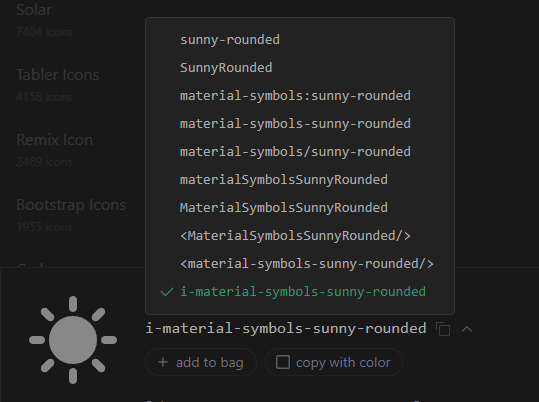 Solar
7404 icons
Tabler Icons
4158 icons
Remix Icon
2469 icons
Bootstrap Icons
1953 icons
sunny-rounded
SunnyRounded
material-symbols:sunny-rounded
material-symbols-sunny-rounded
material-symbols/sunny-rounded
materialSymbolsSunnyRounded
MaterialSymbolsSunnyRounded
<MaterialSymbolsSunnyRounded/>
<material-symbols-sunny-rounded/>
i-material-symbols-sunny-rounded
i-material-symbols-sunny-rounded
+ add to bag
copy with color